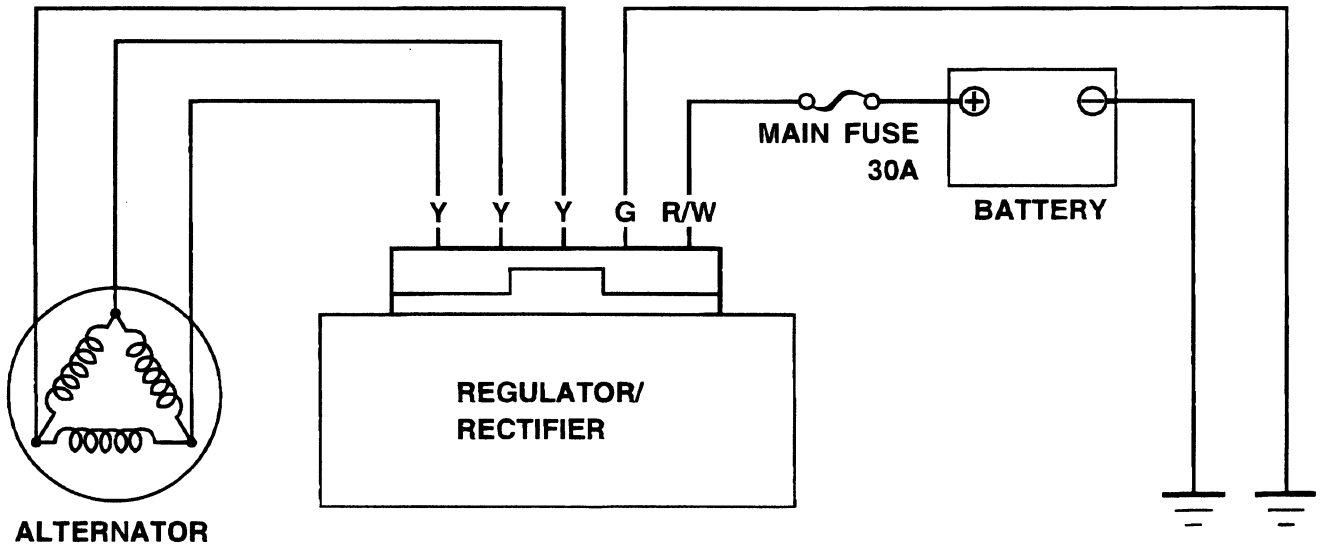 MAIN FUSE
30A
+
−
BATTERY
Y Y Y G R/W
REGULATOR/
RECTIFIER
ALTERNATOR